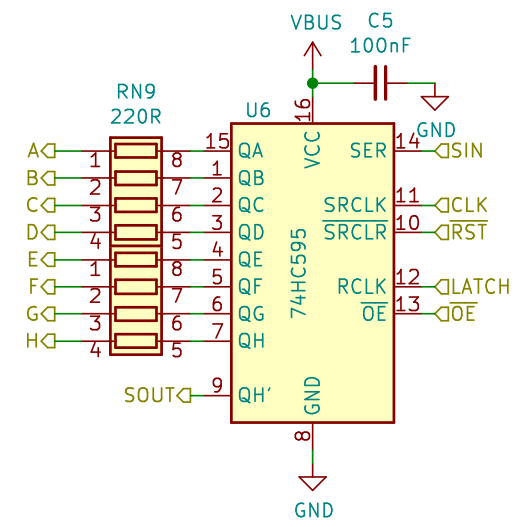 VBUS
C5
100nF
GND
RN9
220R
U6
16
VCC
A 1 8 15 QA
B 2 7 1 QB
C 3 6 2 QC
D 4 5 3 QD
E 1 8 4 QE
F 2 7 5 QF
G 3 6 6 QG
H 4 5 7 QH
SOUT 9 QH'
74HC595
SER 14 SIN
SRCLK 11 CLK
SRCLR 10 RST
RCLK 12 LATCH
OE 13 OE
GND
8
GND